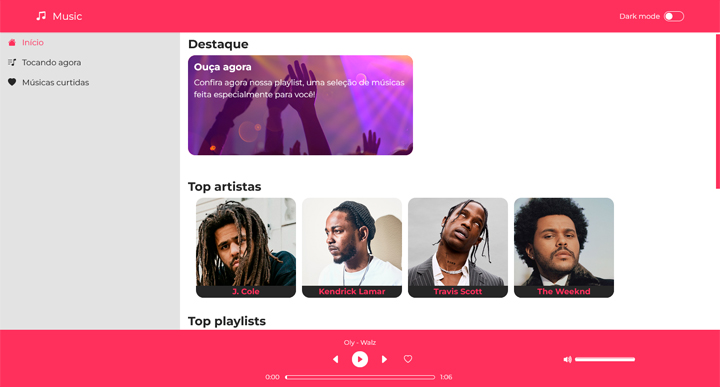 Music
Dark mode
Início
Tocando agora
Músicas curtidas
Destaque
Ouça agora
Confira agora nossa playlist, uma seleção de músicas
feita especialmente para você!
Top artistas
J. Cole
Kendrick Lamar
Travis Scott
The Weeknd
Top playlists
Oly - Walz
0:00
1:06